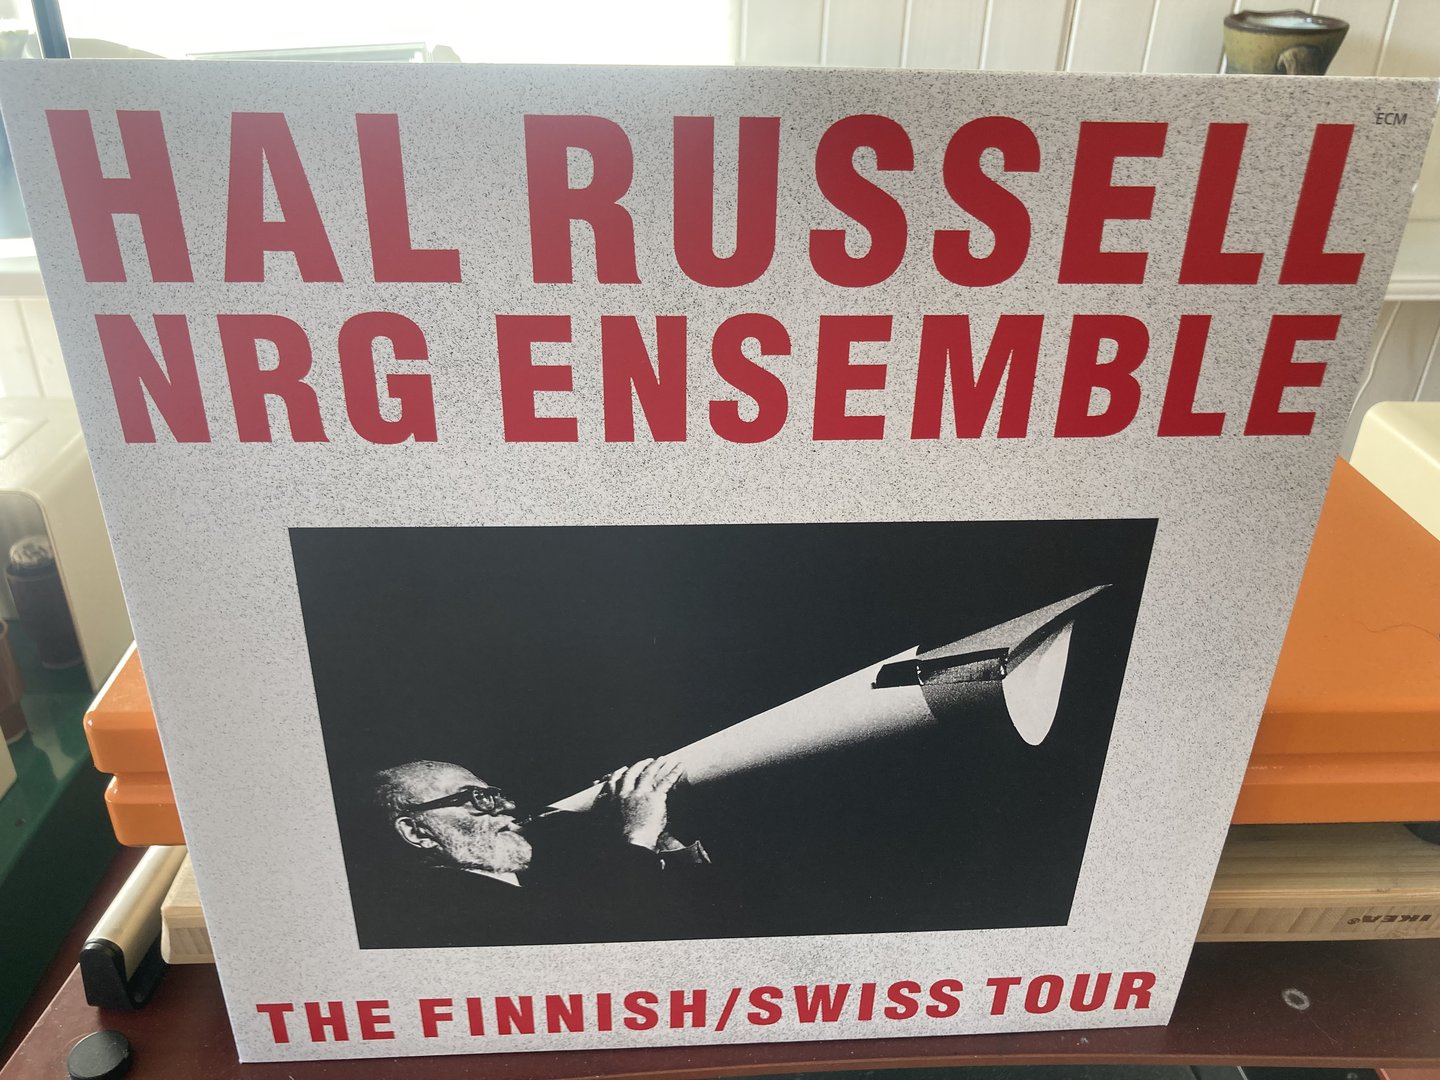 HAL RUSSELL
ECM
NRG ENSEMBLE
THE FINNISH/SWISS TOUR
IKEA®